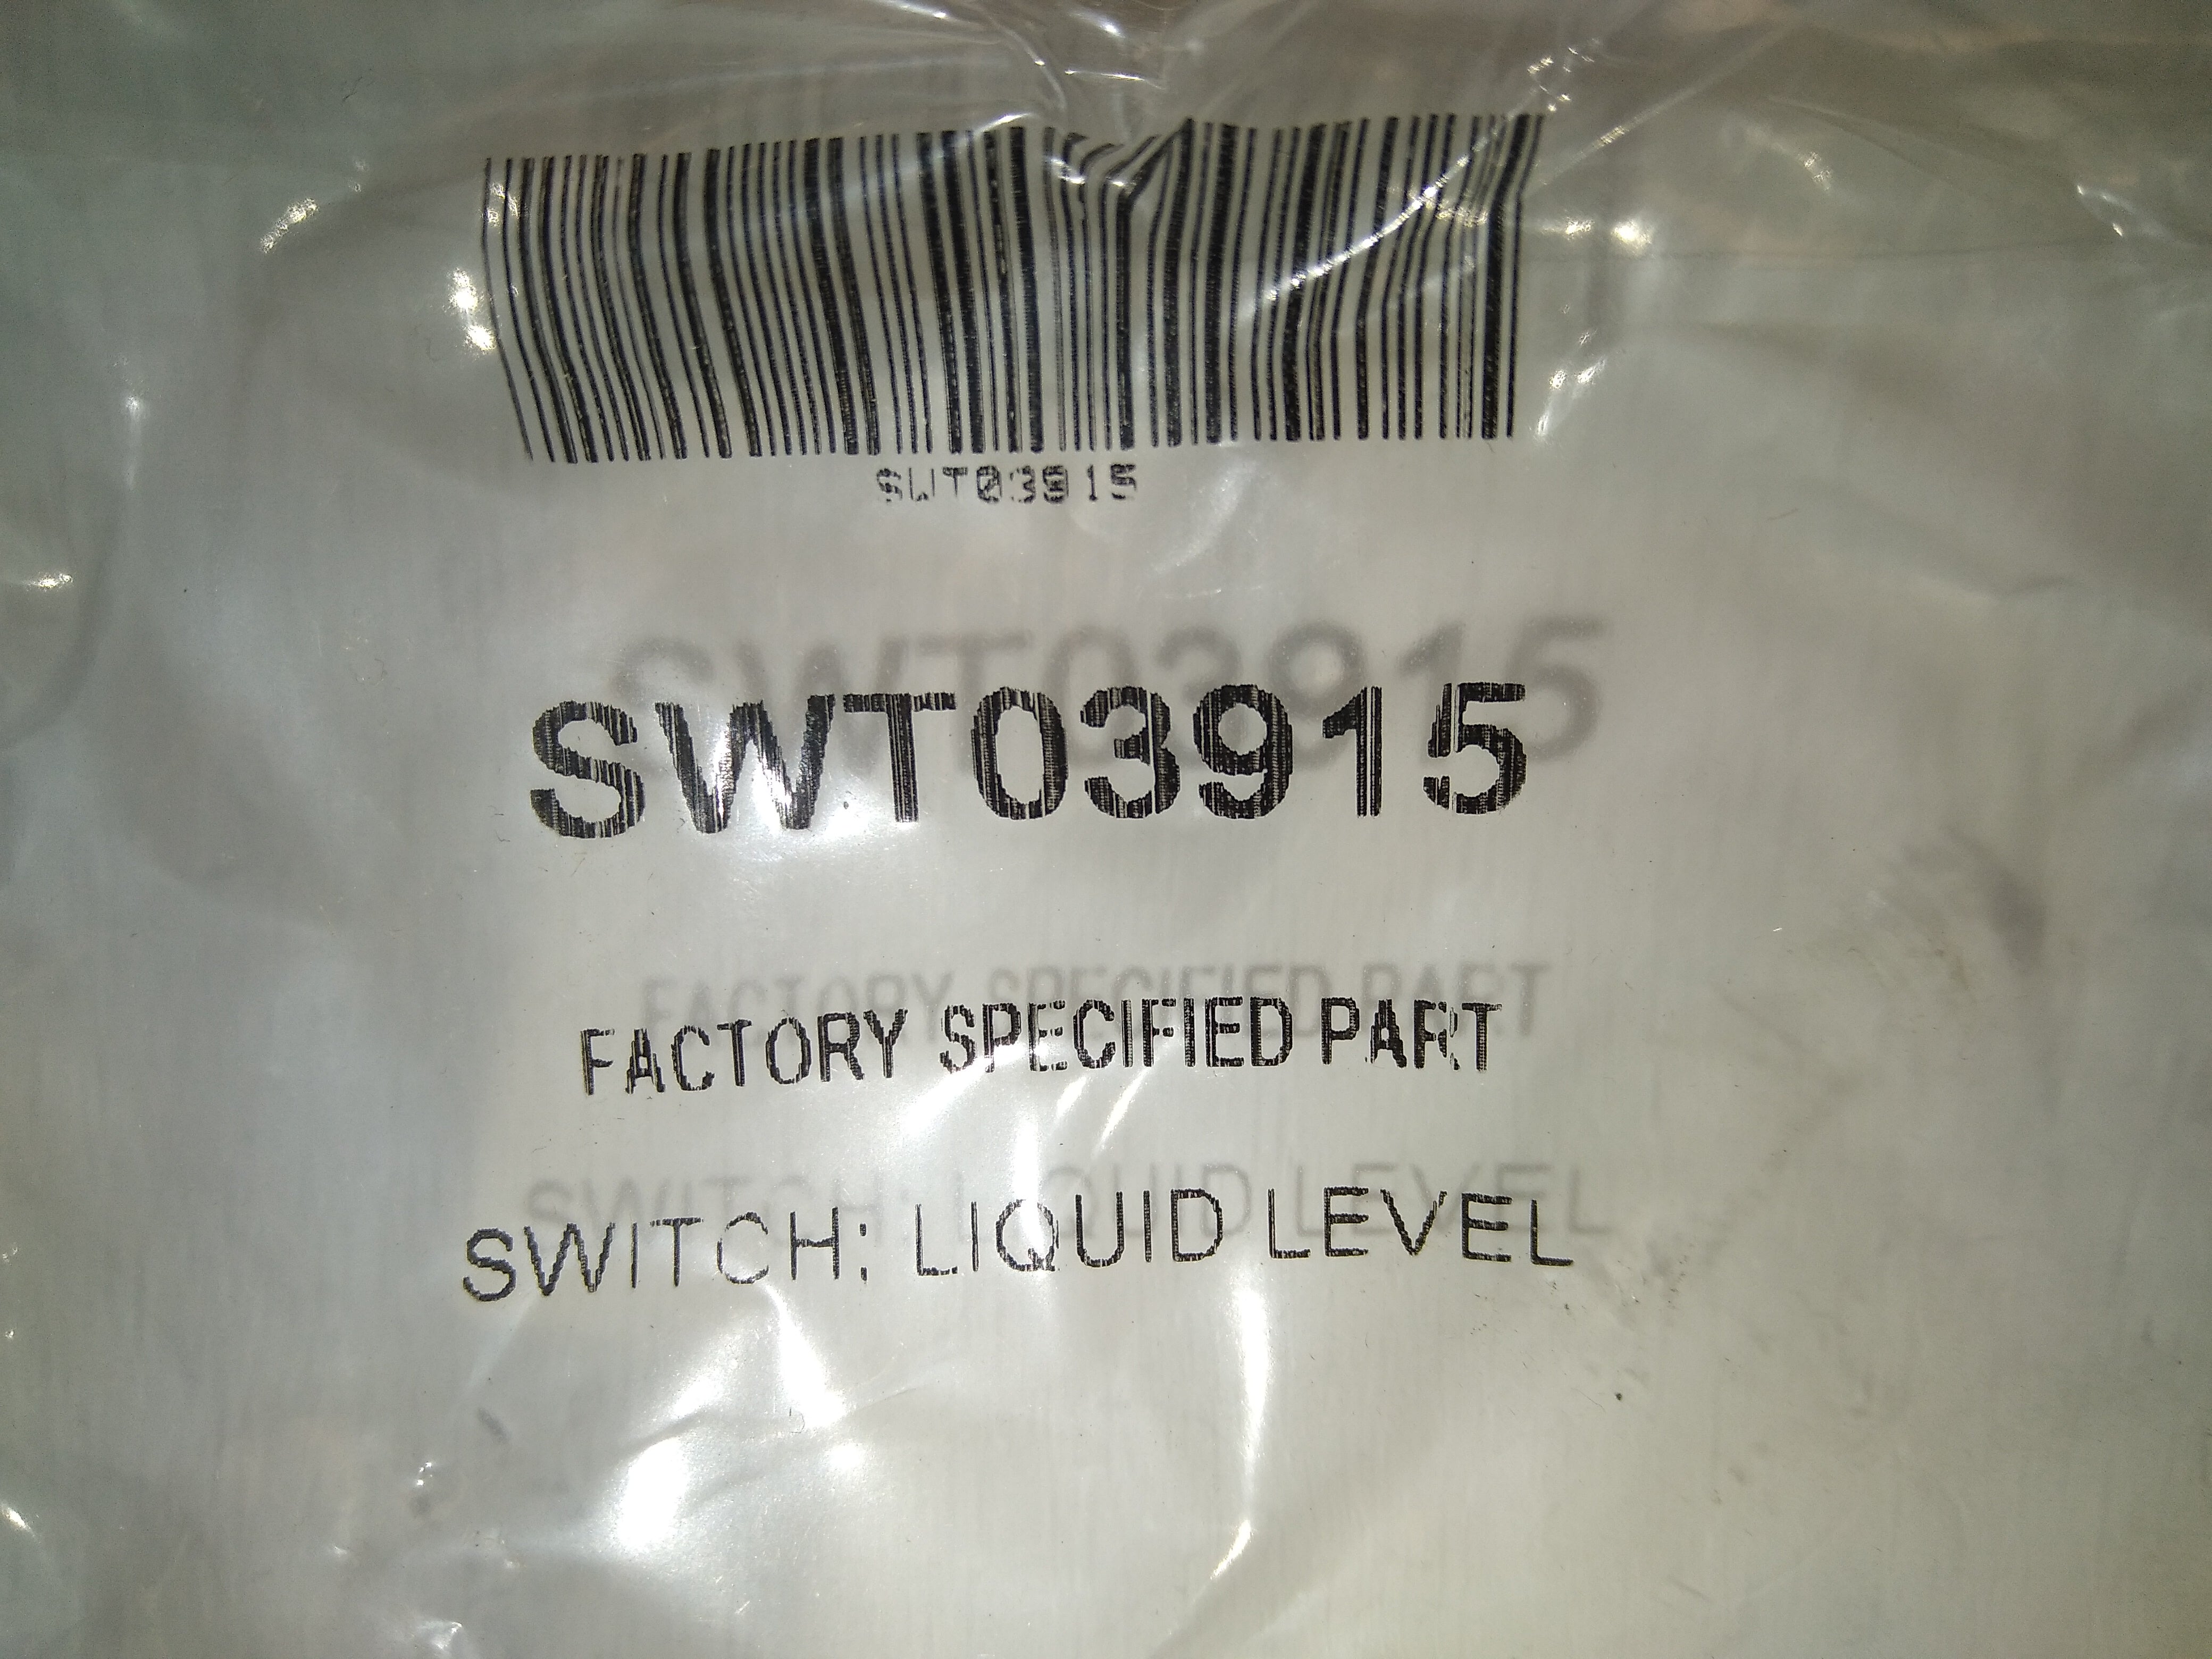 SWT03915
SWT03915
FACTORY SPECIFIED PART
SWITCH: LIQUID LEVEL